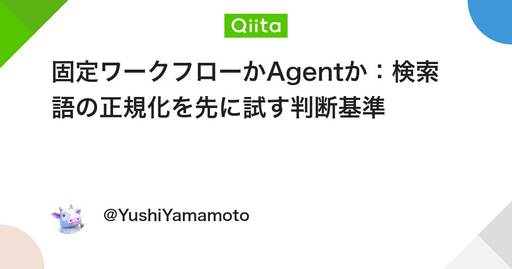 Qiita
固定ワークフローかAgentか：検索
語の正規化を先に試す判断基準
@YushiYamamoto